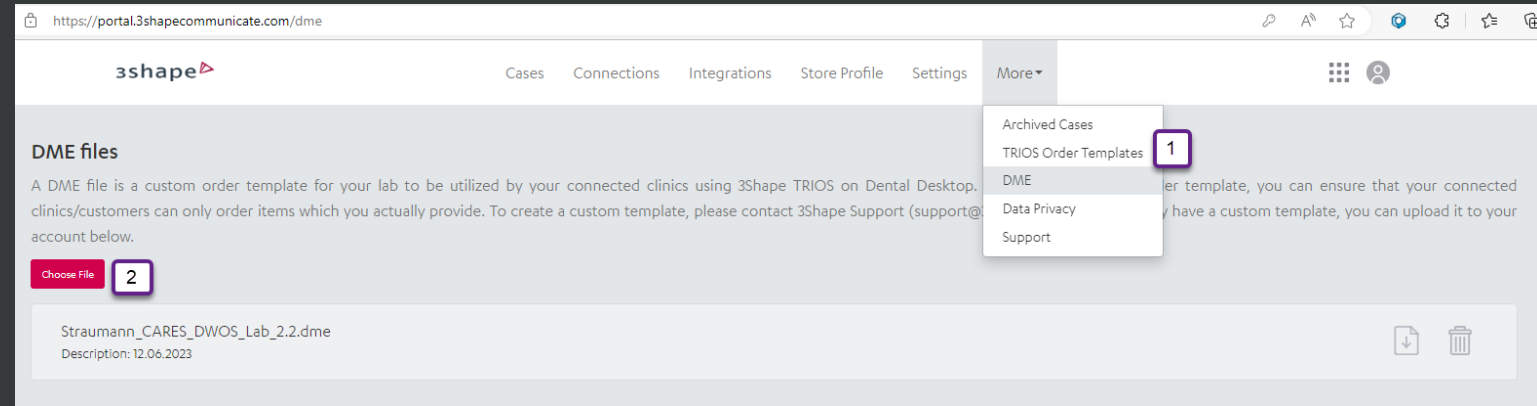 https://portal.3shapecommunicate.com/dme
3shape
Cases Connections Integrations Store Profile Settings More
Archived Cases
TRIOS Order Templates
1
DME
Data Privacy
Support
DME files
A DME file is a custom order template for your lab to be utilized by your connected clinics using 3Shape TRIOS on Dental Desktop. er template, you can ensure that your connected
clinics/customers can only order items which you actually provide. To create a custom template, please contact 3Shape Support (support@ y have a custom template, you can upload it to your
account below.
Choose File
2
Straumann_CARES_DWOS_Lab_2.2.dme
Description: 12.06.2023